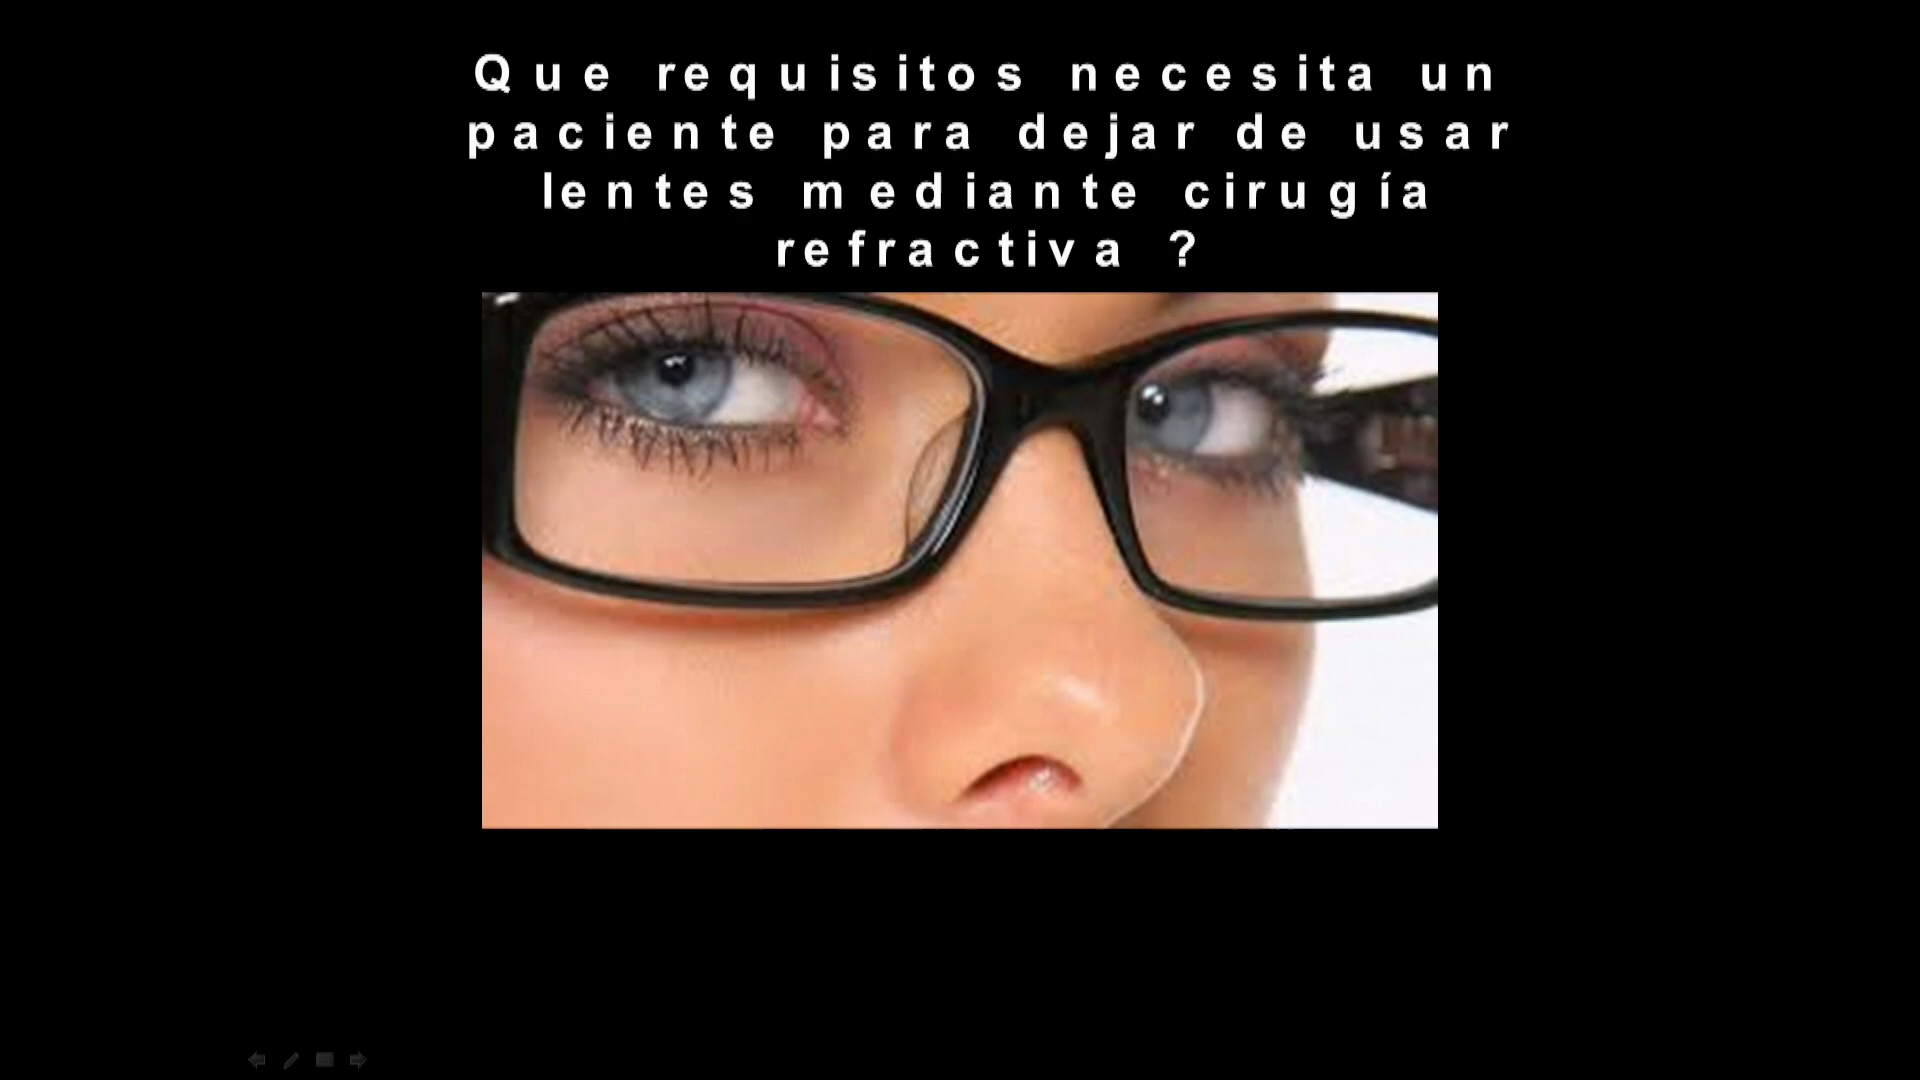 Que requisitos necesita un
paciente para dejar de usar
lentes mediante cirugía
refractiva ?